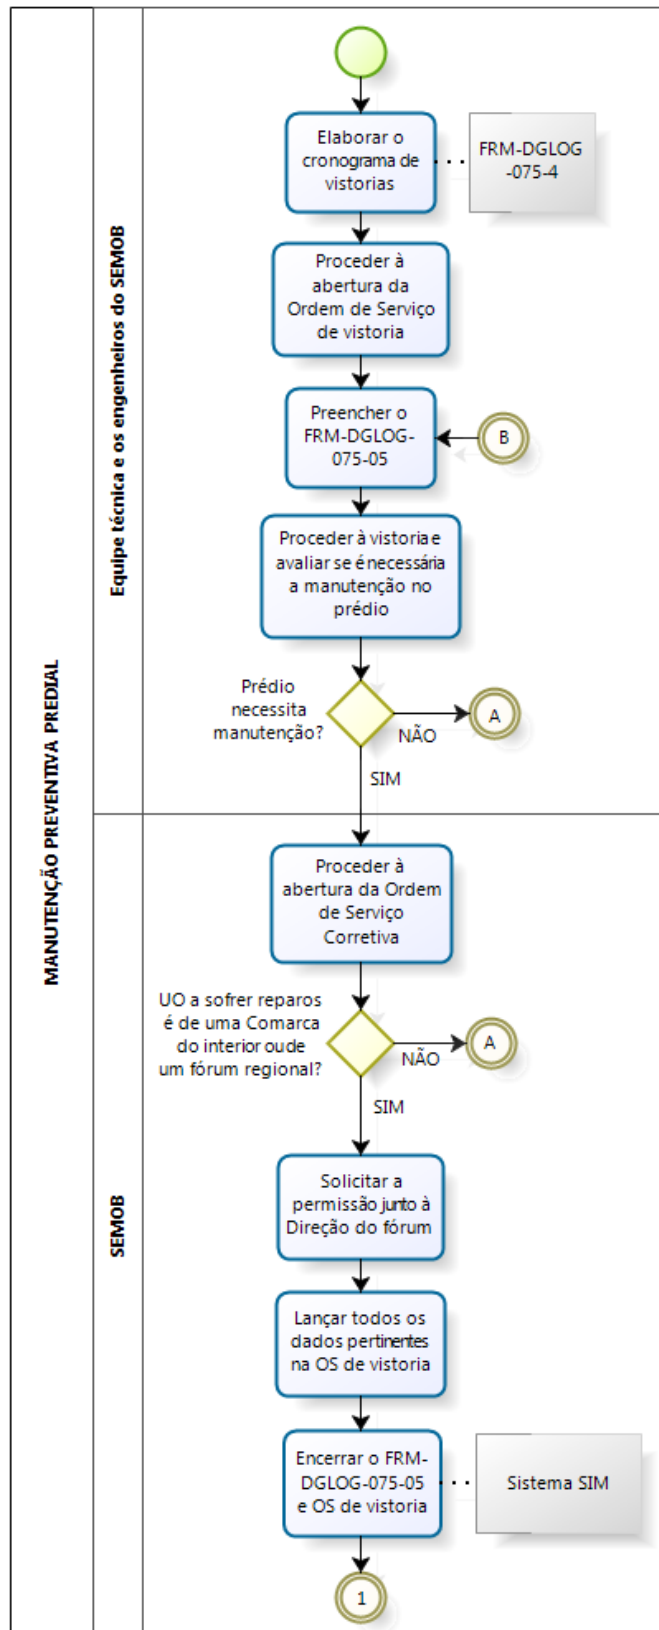 MANUTENÇÃO PREVENTIVA PREDIAL
Equipe técnica e os engenheiros do SEMOB
Elaborar o
cronograma de
vistorias
FRM-DGLOG
-075-4
Proceder à
abertura da
Ordem de Serviço
de vistoria
Preencher o
FRM-DGLOG-
075-05
B
Proceder à vistoria e
avaliar se é necessária
a manutenção no
prédio
Prédio
necessita
manutenção?
NÃO
A
SIM
SEMOB
Proceder à
abertura da Ordem
de Serviço
Corretiva
UO a sofrer reparos
é de uma Comarca
do interior oude
um fórum regional?
NÃO
A
SIM
Solicitar a
permissão junto à
Direção do fórum
Lançar todos os
dados pertinentes
na OS de vistoria
Encerrar o FRM-
DGLOG-075-05
e OS de vistoria
Sistema SIM
1